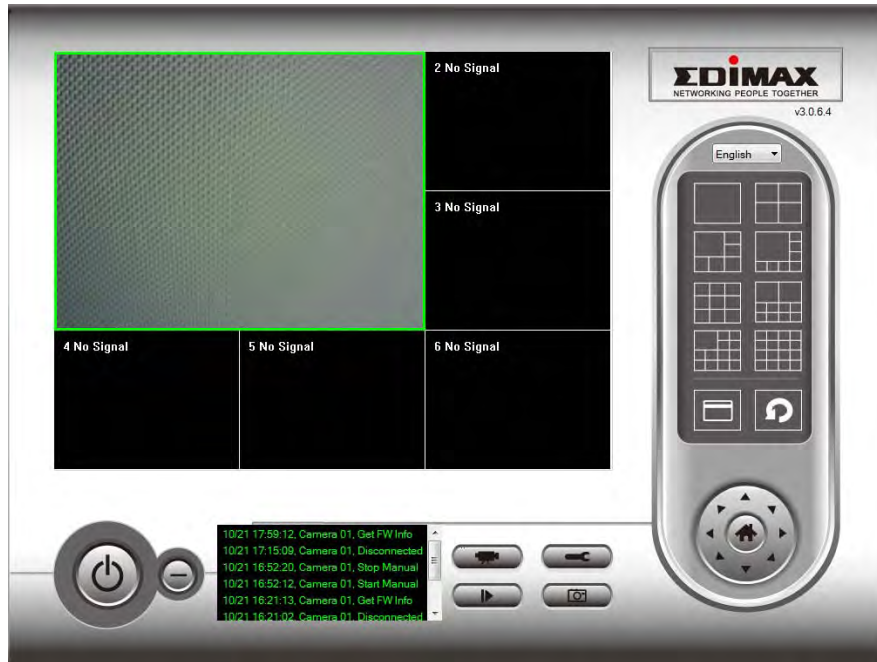 2 No Signal
3 No Signal
4 No Signal
5 No Signal
6 No Signal
EDIMAX
NETWORKING PEOPLE TOGETHER
v3.0.6.4
English
10/21 17:59:12, Camera 01, Get FW Info
10/21 17:15:09, Camera 01, Disconnected
10/21 16:52:20, Camera 01, Stop Manual
10/21 16:52:12, Camera 01, Start Manual
10/21 16:21:13, Camera 01, Get FW Info
10/21 16:21:02, Camera 01, Disconnected